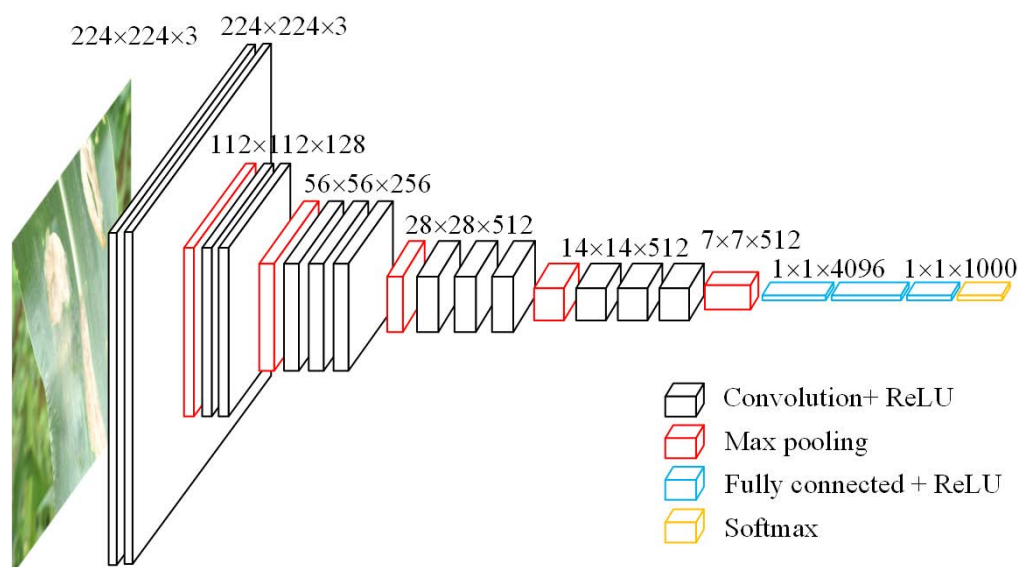 224×224×3
224×224×3
112×112×128
56×56×256
28×28×512
14×14×512
7×7×512
1×1×4096
1×1×1000
Convolution+ ReLU
Max pooling
Fully connected + ReLU
Softmax